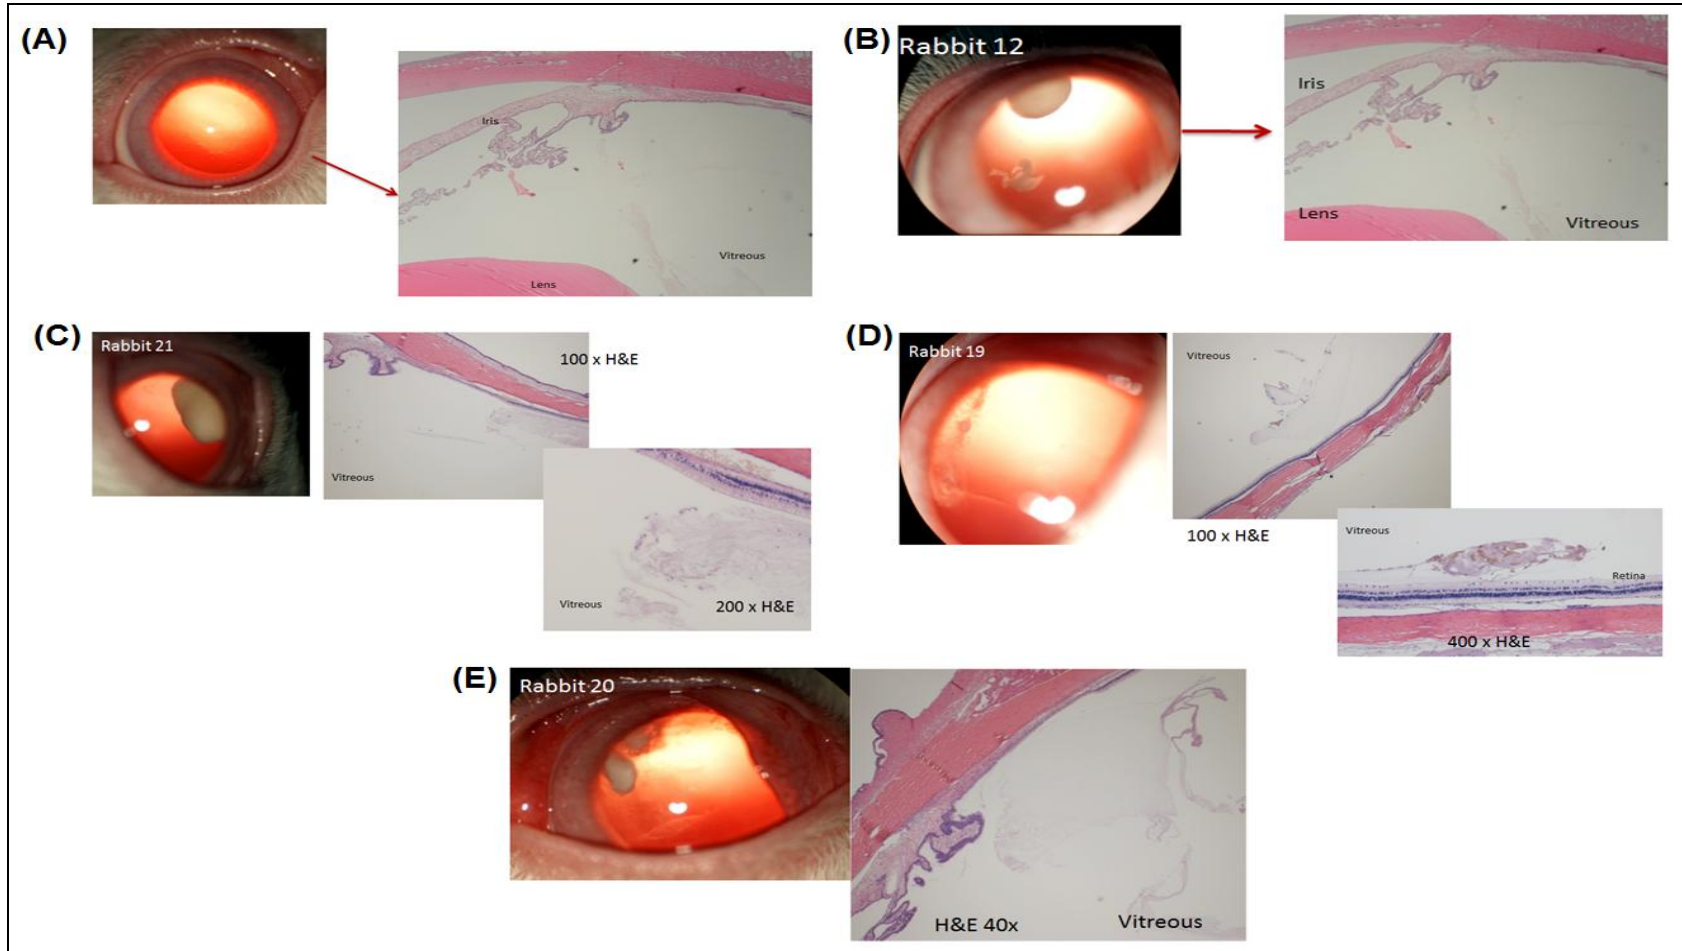 (A)
Iris
Vitreous
Lens
(B)
Rabbit 12
Iris
Lens
Vitreous
(C)
Rabbit 21
100 x H&E
Vitreous
Vitreous
200 x H&E
(D)
Rabbit 19
Vitreous
100 x H&E
Vitreous
Retina
400 x H&E
(E)
Rabbit 20
H&E 40x
Vitreous